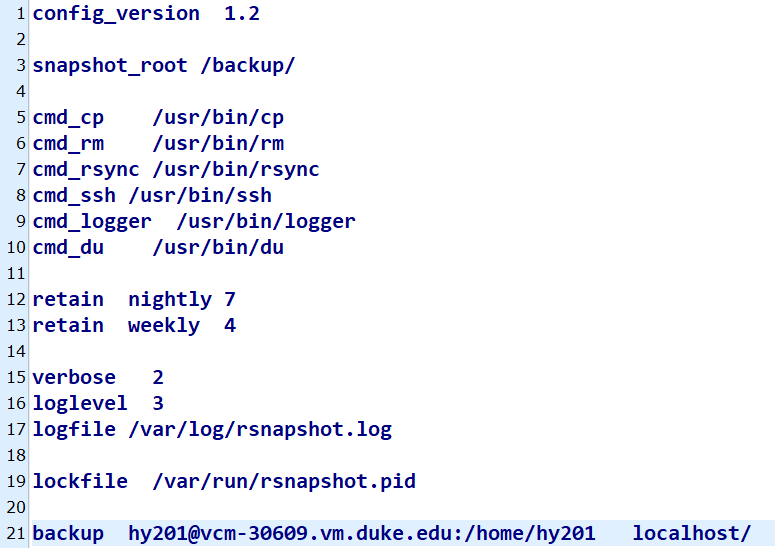 1 config_version  1.2
2
3 snapshot_root /backup/
4
5 cmd_cp    /usr/bin/cp
6 cmd_rm    /usr/bin/rm
7 cmd_rsync /usr/bin/rsync
8 cmd_ssh /usr/bin/ssh
9 cmd_logger  /usr/bin/logger
10 cmd_du    /usr/bin/du
11
12 retain  nightly 7
13 retain  weekly  4
14
15 verbose   2
16 loglevel  3
17 logfile /var/log/rsnapshot.log
18
19 lockfile  /var/run/rsnapshot.pid
20
21 backup  hy201@vcm-30609.vm.duke.edu:/home/hy201   localhost/